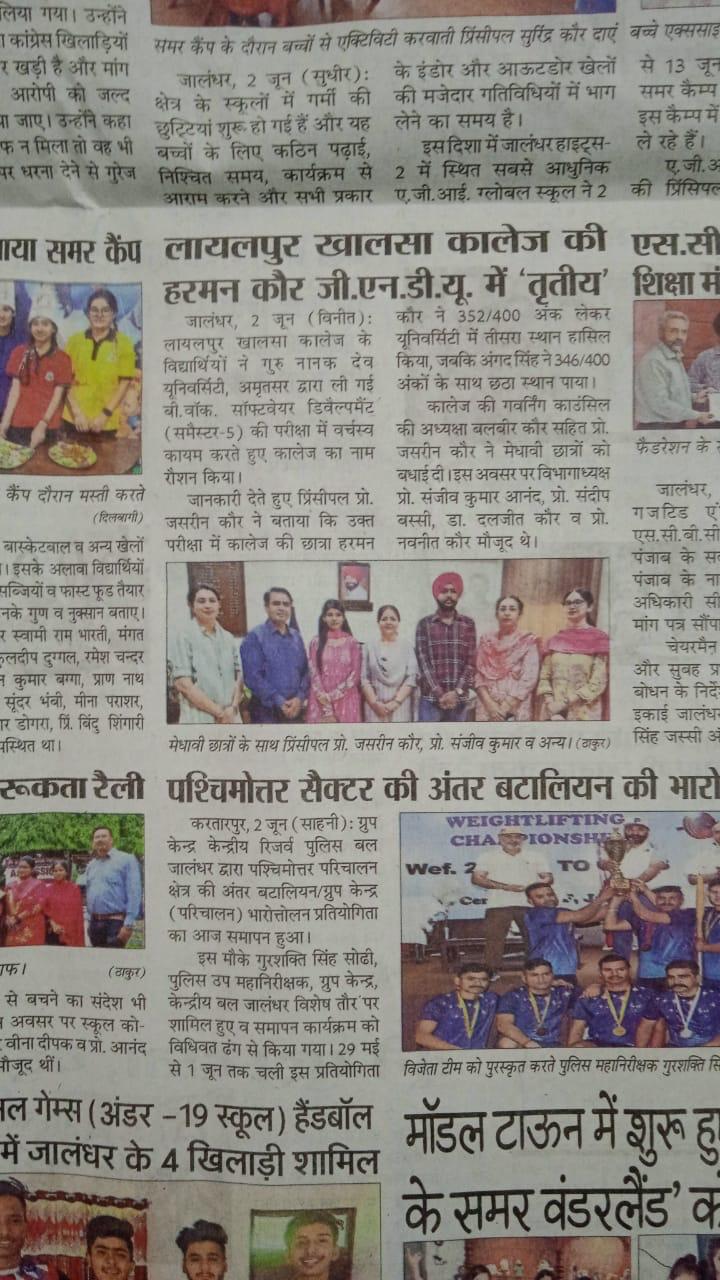 लिया गया। उन्होंने
कांग्रेस खिलाड़ियों
खड़ी है और मांग
आरोपी को जल्द
जाए। उन्होंने कहा
न मिला तो वह भी
पर धरना देने से गुरेज
समर कैंप के दौरान बच्चों से एक्टिविटी करवाती प्रिंसीपल सुरिंद्र कौर दाएं
जालंधर, 2 जून (सुधीर):
क्षेत्र के स्कूलों में गर्मी की
छुट्टियां शुरू हो गई हैं और यह
बच्चों के लिए कठिन पढ़ाई,
निश्चित समय, कार्यक्रम से
आराम करने और सभी प्रकार
के इंडोर और आऊटडोर खेलों
की मजेदार गतिविधियों में भाग
लेने का समय है।
इस दिशा में जालंधर हाइट्स-
2 में स्थित सबसे आधुनिक
ए.जी.आई. ग्लोबल स्कूल ने 2
बच्चे एक्सरसाइ
से 13 जून
समर कैम्प
इस कैम्प में
ले रहे हैं।
ए.जी.अ
की प्रिंसिपल
ाया समर कैंप
कैंप दौरान मस्ती करते
(दिलबागी)
बास्केटबाल व अन्य खेलों
। इसके अलावा विद्यार्थियों
सब्जियों व फास्ट फूड तैयार
नके गुण व नुक्सान बताए।
र स्वामी राम भारती, मंगत
कुलदीप दुग्गल, रमेश चन्दर
कुमार बग्गा, प्राण नाथ
सूंदर भंबी, मीना पराशर,
ार डोगरा, प्रिं. बिंदु शिंगारी
पस्थित था।
लायलपुर खालसा कालेज की
हरमन कौर जी.एन.डी.यू. में ‘तृतीय’
जालंधर, 2 जून (विनीत):
लायलपुर खालसा कालेज के
विद्यार्थियों ने गुरु नानक देव
यूनिवर्सिटी, अमृतसर द्वारा ली गई
बी.वॉक. सॉफ्टवेयर डिवैल्पमैंट
(समैस्टर-5) की परीक्षा में वर्चस्व
कायम करते हुए कालेज का नाम
रौशन किया।
जानकारी देते हुए प्रिंसीपल प्रो.
जसरीन कौर ने बताया कि उक्त
परीक्षा में कालेज की छात्रा हरमन
कौर ने 352/400 अंक लेकर
यूनिवर्सिटी में तीसरा स्थान हासिल
किया, जबकि अंगद सिंह ने 346/400
अंकों के साथ छठा स्थान पाया।
कालेज की गवर्निंग काउंसिल
की अध्यक्षा बलबीर कौर सहित प्रो.
जसरीन कौर ने मेधावी छात्रों को
बधाई दी। इस अवसर पर विभागाध्यक्ष
प्रो. संजीव कुमार आनंद, प्रो. संदीप
बस्सी, डा. दलजीत कौर व प्रो.
नवनीत कौर मौजूद थे।
मेधावी छात्रों के साथ प्रिंसीपल प्रो. जसरीन कौर, प्रो. संजीव कुमार व अन्य। (ठाकुर)
एस.सी
शिक्षा मं
फैडरेशन के
जालंधर,
गजटिड एं
एस.सी.बी.सी
पंजाब के सद
पंजाब के ना
अधिकारी सी
मांग पत्र सौंपा
चेयरमैन
और सुबह प्र
बोधन के निर्दे
इकाई जालंध
सिंह जस्सी अ
रूकता रैली
ाफ। (ठाकुर)
से बचने का संदेश भी
अवसर पर स्कूल को-
वीना दीपक व प्रो. आनंद
मौजूद थीं।
पश्चिमोत्तर सैक्टर की अंतर बटालियन की भारो
करतारपुर, 2 जून (साहनी): ग्रुप
केन्द्र केन्द्रीय रिजर्व पुलिस बल
जालंधर द्वारा पश्चिमोत्तर परिचालन
क्षेत्र की अंतर बटालियन/ग्रुप केन्द्र
(परिचालन) भारोत्तोलन प्रतियोगिता
का आज समापन हुआ।
इस मौके गुरशक्ति सिंह सोढी,
पुलिस उप महानिरीक्षक, ग्रुप केन्द्र,
केन्द्रीय बल जालंधर विशेष तौर पर
शामिल हुए व समापन कार्यक्रम को
विधिवत ढंग से किया गया। 29 मई
से 1 जून तक चली इस प्रतियोगिता
WEIGHTLIFTING
CHAMPIONSHI
Wef. 2 TO
Cer
विजेता टीम को पुरस्कृत करते पुलिस महानिरीक्षक गुरशक्ति सि
ल गेम्स (अंडर -19 स्कूल) हैंडबॉल
में जालंधर के 4 खिलाड़ी शामिल
मॉडल टाऊन में शुरू हु
के समर वंडरलैंड’ क